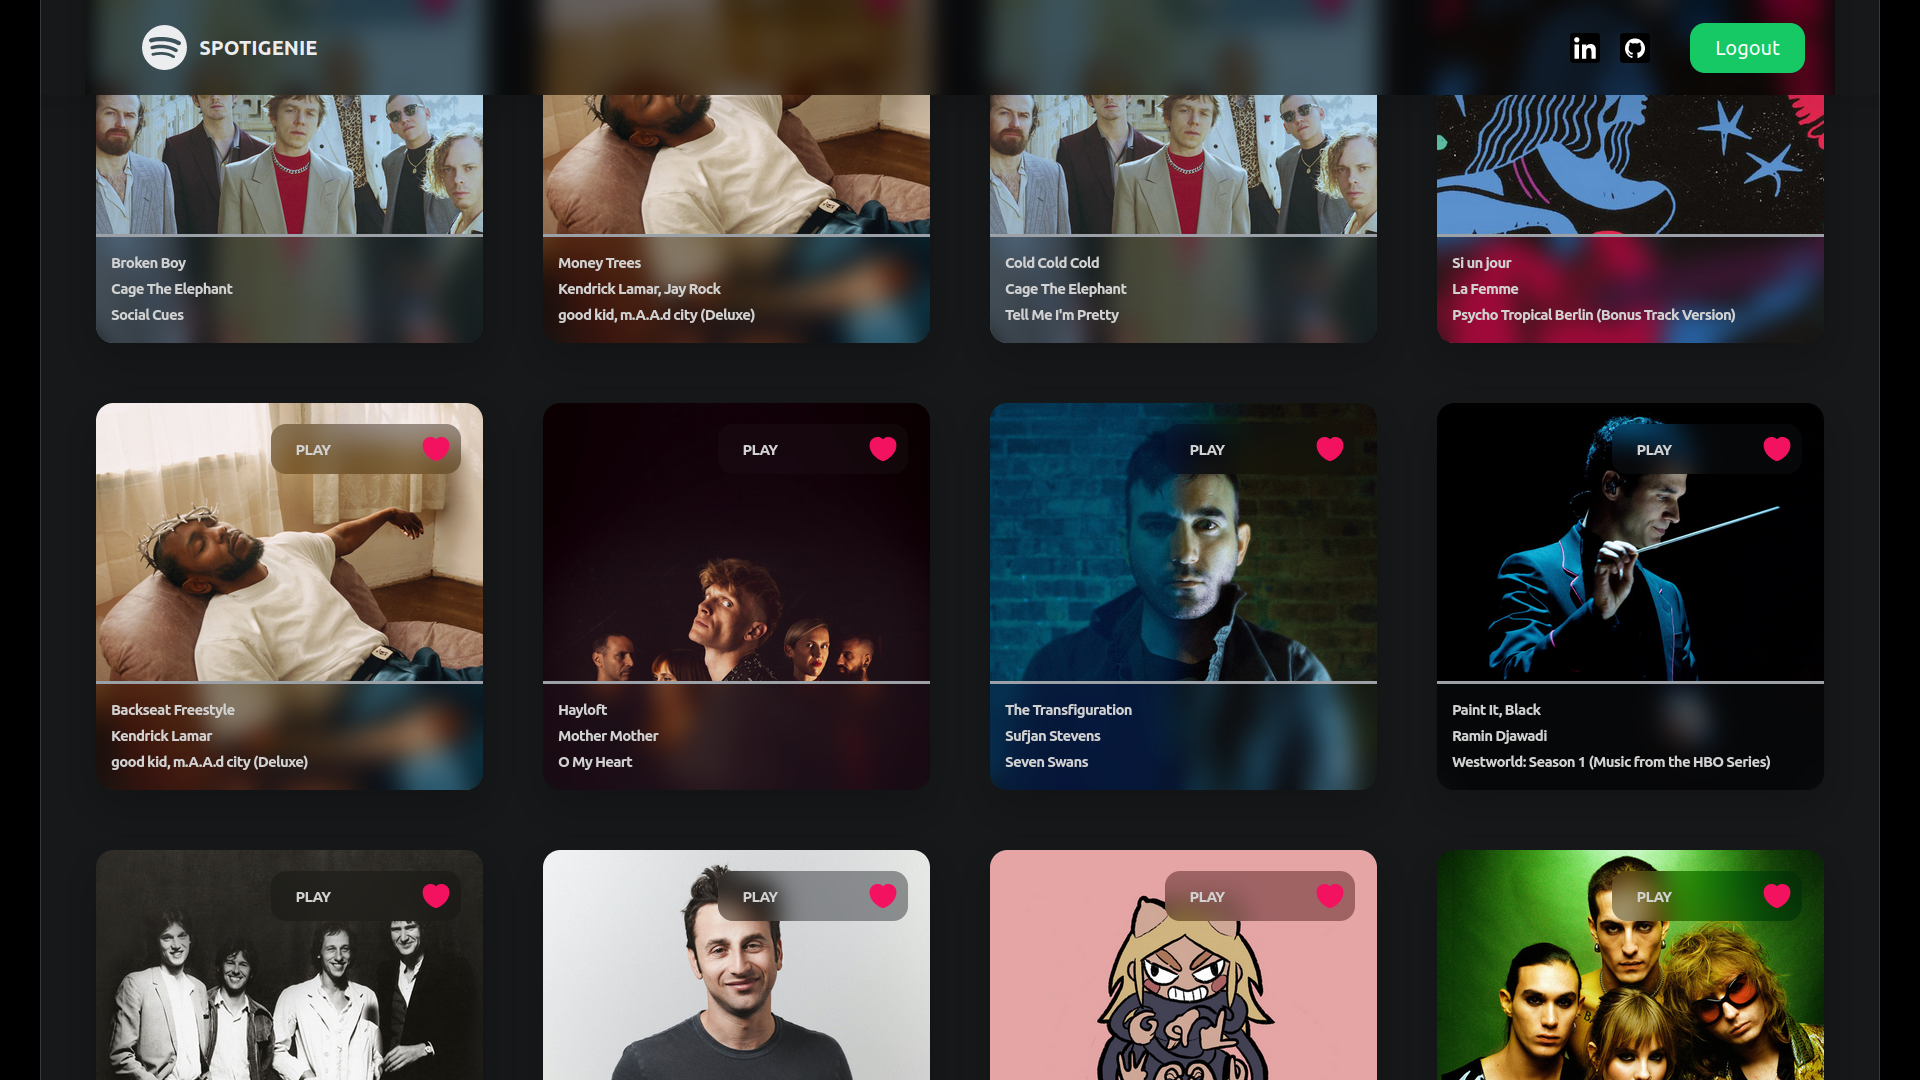 SPOTIGENIE
in
Logout
Broken Boy
Cage The Elephant
Social Cues
Money Trees
Kendrick Lamar, Jay Rock
good kid, m.A.A.d city (Deluxe)
Cold Cold Cold
Cage The Elephant
Tell Me I'm Pretty
Si un jour
La Femme
Psycho Tropical Berlin (Bonus Track Version)
PLAY
Backseat Freestyle
Kendrick Lamar
good kid, m.A.A.d city (Deluxe)
PLAY
Hayloft
Mother Mother
O My Heart
PLAY
The Transfiguration
Sufjan Stevens
Seven Swans
PLAY
Paint It, Black
Ramin Djawadi
Westworld: Season 1 (Music from the HBO Series)
PLAY
PLAY
PLAY
PLAY